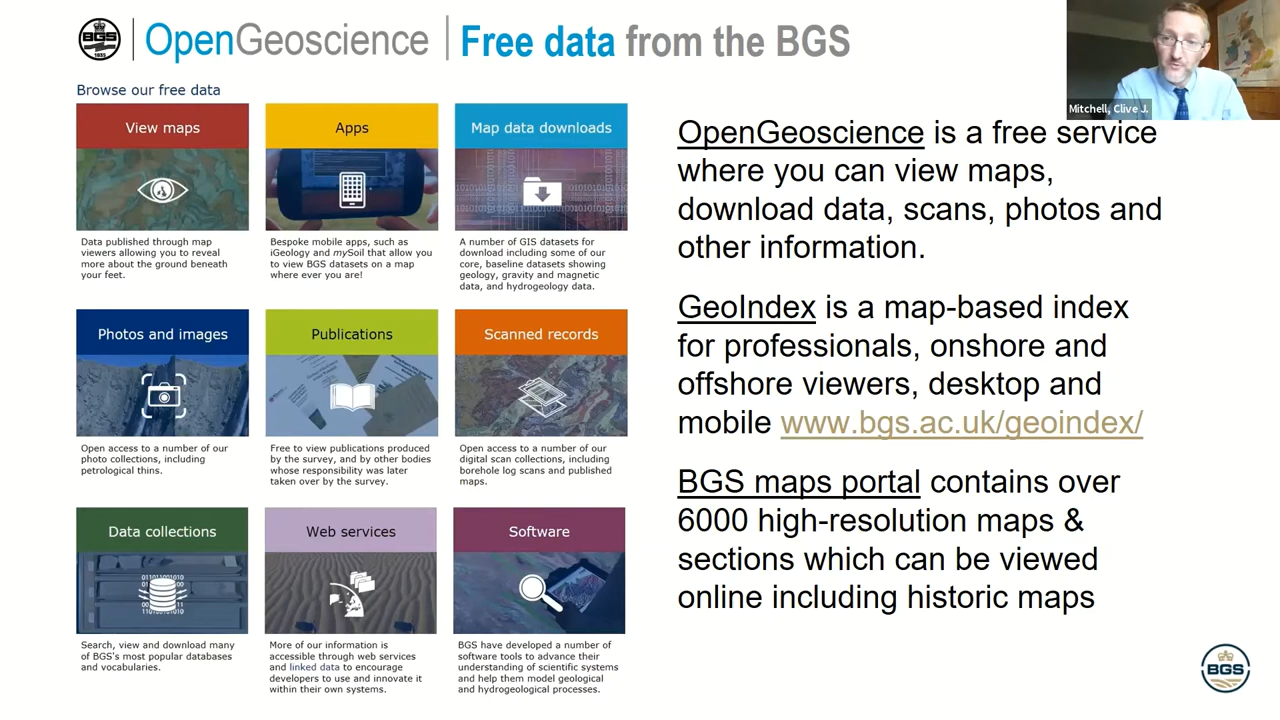 BGS
1835
OpenGeoscience
Free data from the BGS
Mitchell, Clive J.
Browse our free data
View maps
Data published through map
viewers allowing you to reveal
more about the ground beneath
your feet.
Apps
Bespoke mobile apps, such as
iGeology and mySoil that allow you
to view BGS datasets on a map
where ever you are!
Map data downloads
A number of GIS datasets for
download including some of our
core, baseline datasets showing
geology, gravity and magnetic
data, and hydrogeology data.
Photos and images
Open access to a number of our
photo collections, including
petrological thins.
Publications
Free to view publications produced
by the survey, and by other bodies
whose responsibility was later
taken over by the survey.
Scanned records
Open access to a number of our
digital scan collections, including
borehole log scans and published
maps.
Data collections
Search, view and download many
of BGS's most popular databases
and vocabularies.
Web services
More of our information is
accessible through web services
and linked data to encourage
developers to use and innovate it
within their own systems.
Software
BGS have developed a number of
software tools to advance their
understanding of scientific systems
and help them model geological
and hydrogeological processes.
OpenGeoscience is a free service
where you can view maps,
download data, scans, photos and
other information.
GeoIndex is a map-based index
for professionals, onshore and
offshore viewers, desktop and
mobile www.bgs.ac.uk/geoindex/
BGS maps portal contains over
6000 high-resolution maps &
sections which can be viewed
online including historic maps
BGS